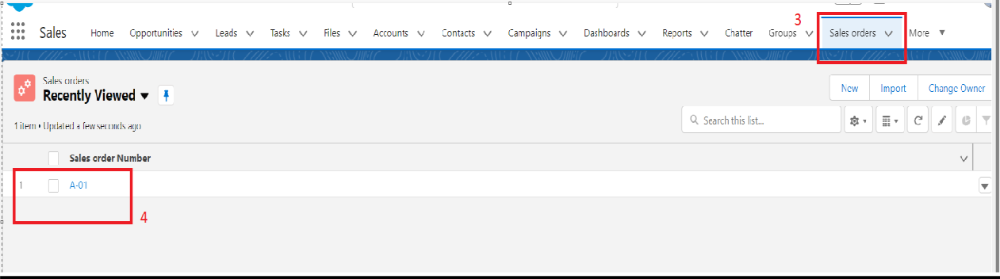 3
Sales Home Opportunities Leads Tasks Files Accounts Contacts Campaigns Dashboards Reports Chatter Groups Sales orders More
Sales orders
Recently Viewed
New Import Change Owner
1 item • Updated a few seconds ago
Search this list...
Sales order Number
1 A-01
4